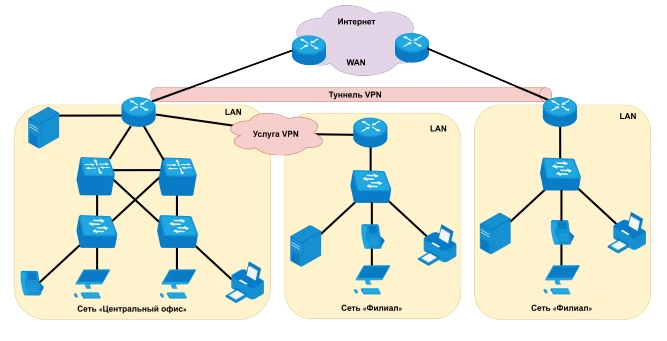 Интернет
WAN
Туннель VPN
LAN
LAN
LAN
Услуга VPN
Сеть «Центральный офис»
Сеть «Филиал»
Сеть «Филиал»